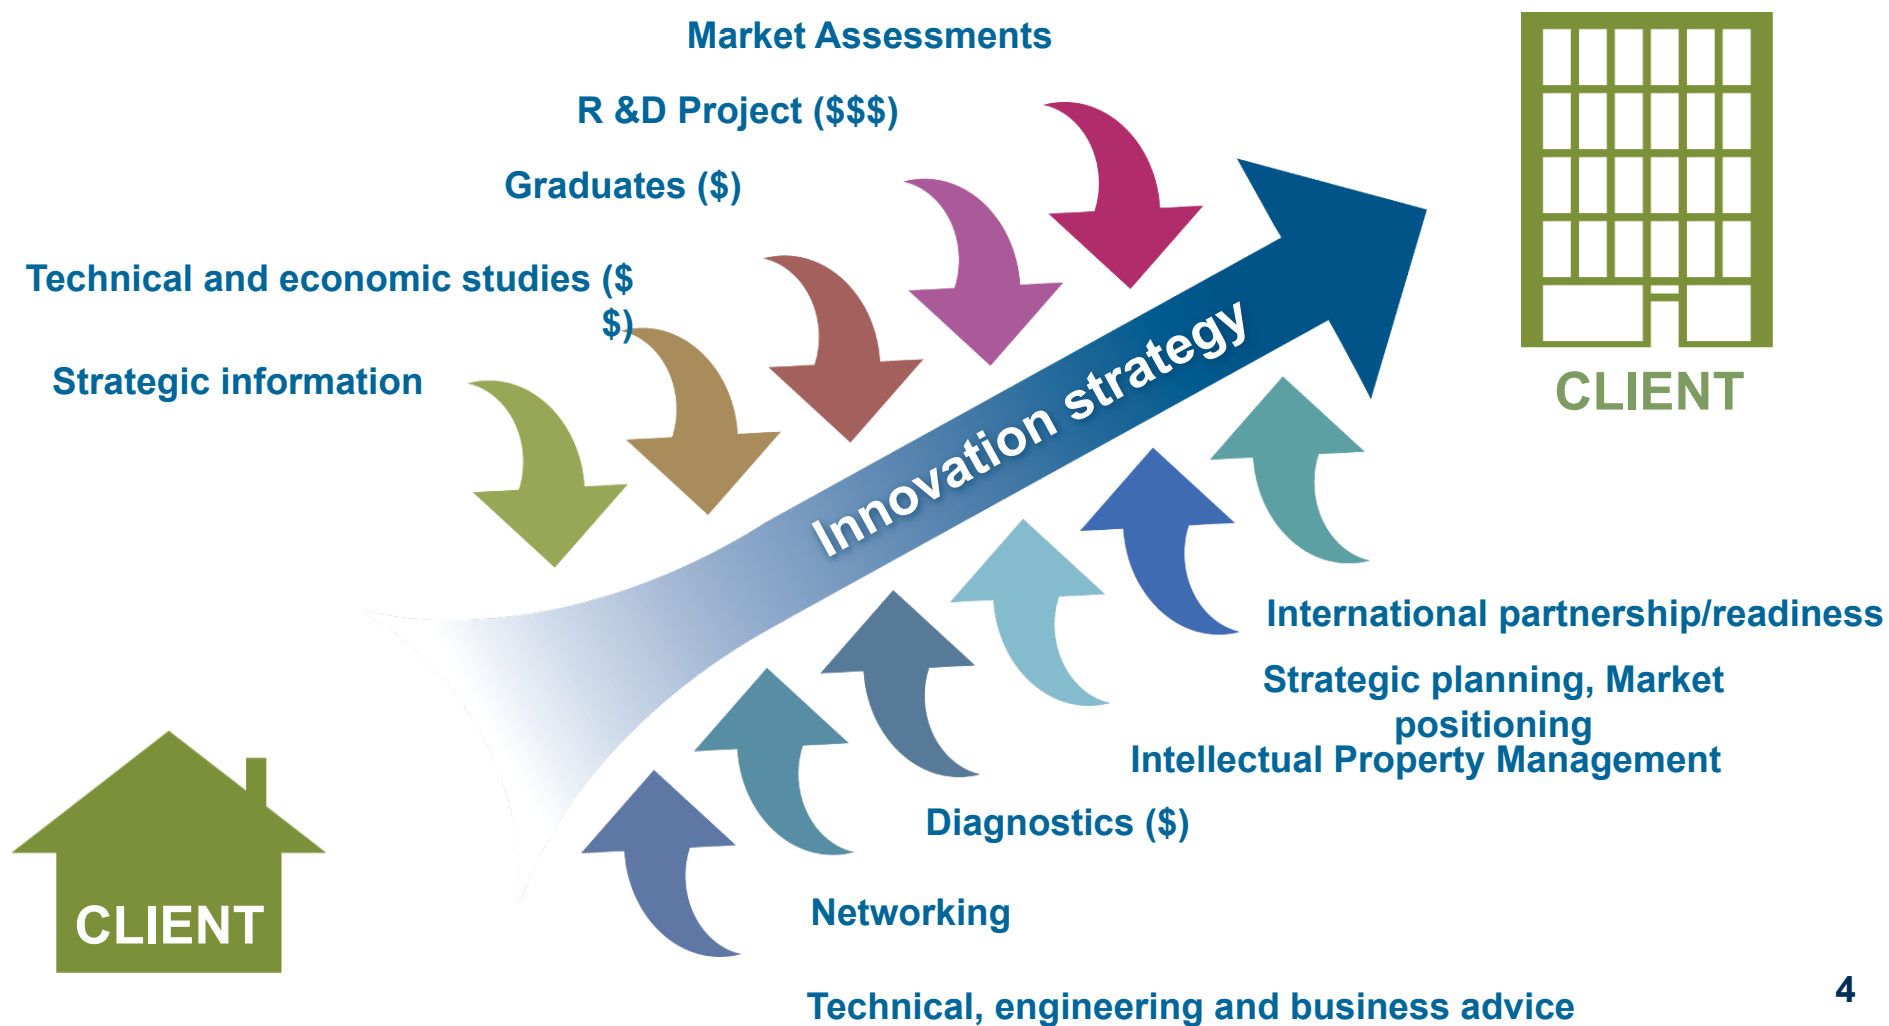 Market Assessments
R &D Project ($$$)
Graduates ($)
Technical and economic studies ($
$)
Strategic information
Innovation strategy
CLIENT
International partnership/readiness
Strategic planning, Market
positioning
Intellectual Property Management
Diagnostics ($)
Networking
CLIENT
Technical, engineering and business advice
4